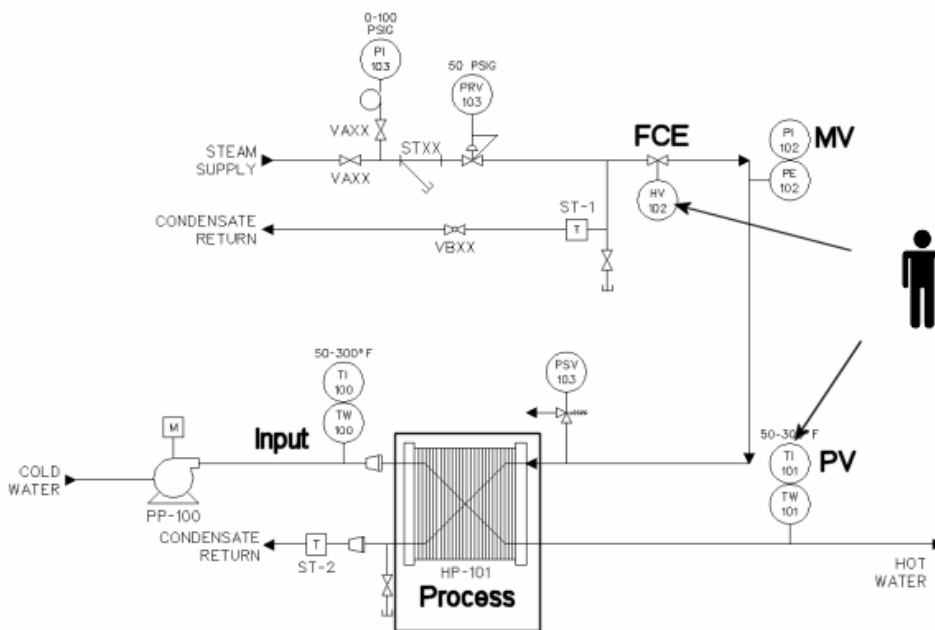 0-100
PSIG
PI
103
50 PSIG
PRV
103
VAXX
STXX
FCE
PI
102
MV
STEAM
SUPPLY
VAXX
PE
102
HV
102
CONDENSATE
RETURN
ST-1
T
VBXX
50-300°F
TI
100
TW
100
PSV
103
M
Input
50-300°F
TI
101
PV
COLD
WATER
PP-100
TW
101
CONDENSATE
RETURN
T
ST-2
HP-101
Process
HOT
WATER